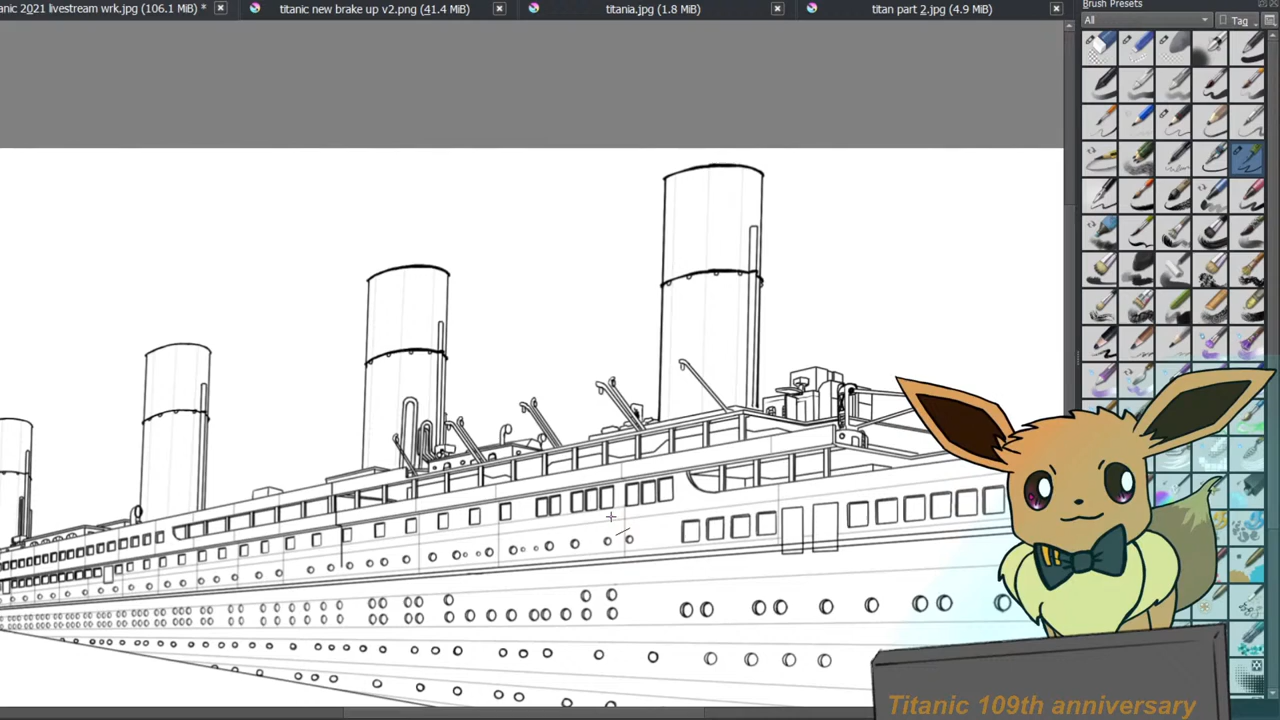 Brush Presets
anic 2021 livestream wrk.jpg (106.1 MiB) *
titanic new brake up v2.png (41.4 MiB)
titania.jpg (1.8 MiB)
titan part 2.jpg (4.9 MiB)
All
Tag
Titanic 109th anniversary